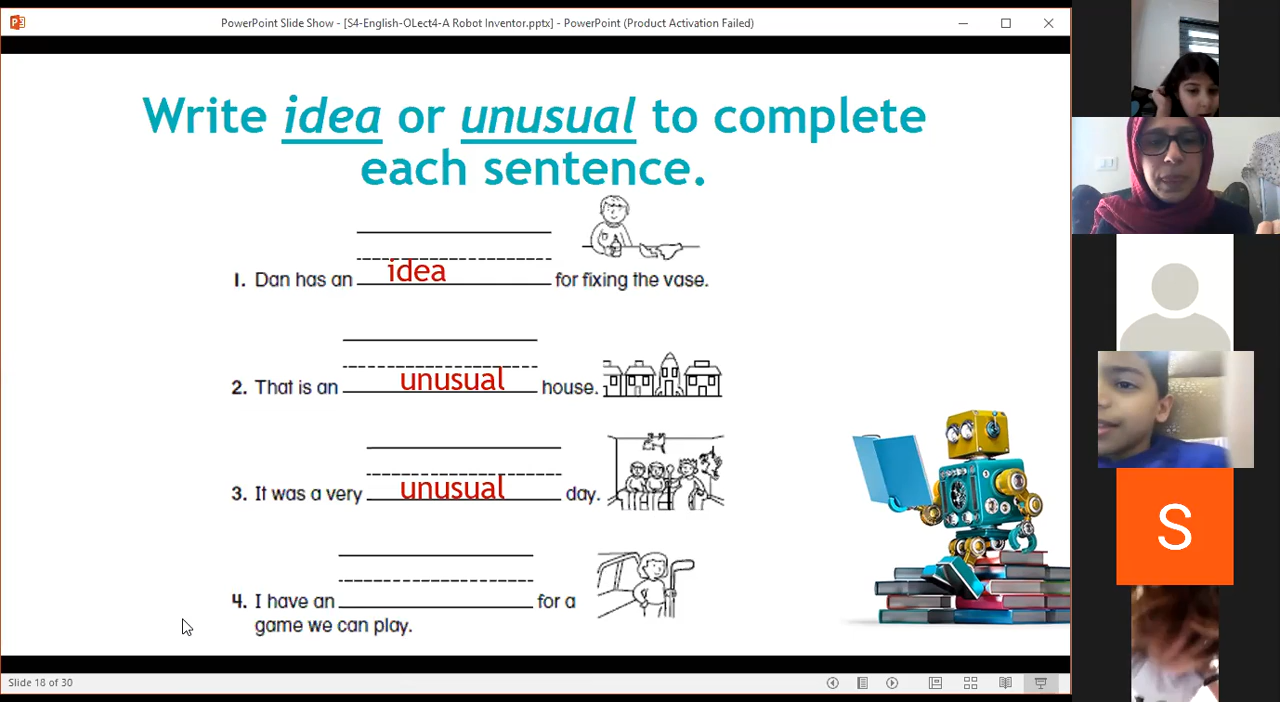 PowerPoint Slide Show - [S4-English-OLect4-A Robot Inventor.pptx] - PowerPoint (Product Activation Failed)
Write idea or unusual to complete
each sentence.
1. Dan has an idea for fixing the vase.
2. That is an unusual house.
3. It was a very unusual day.
4. I have an ______ for a
game we can play.
S
Slide 18 of 30